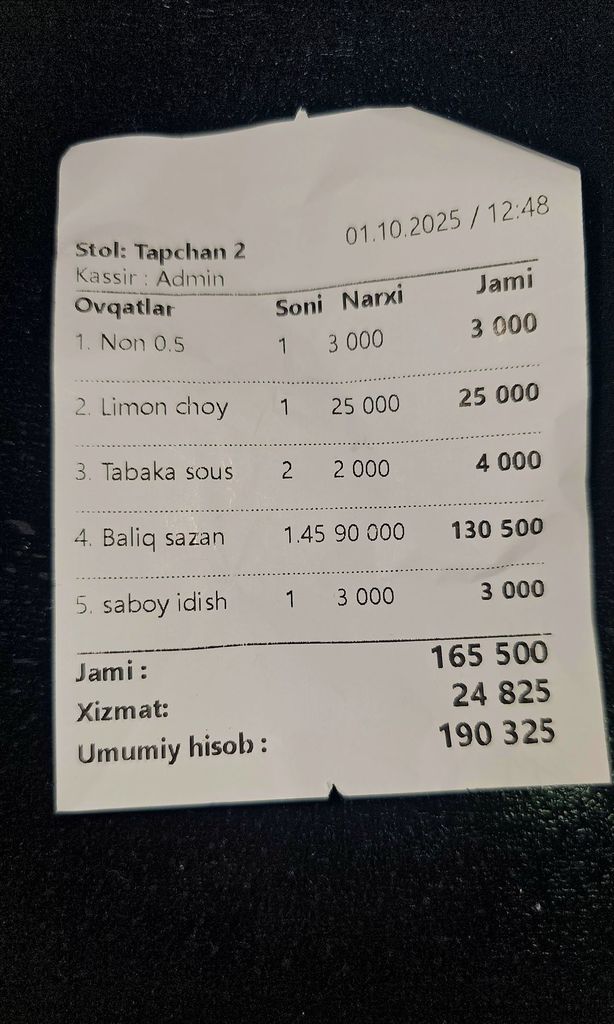 01.10.2025 / 12:48
Stol: Tapchan 2
Kassir : Admin
Ovqatlar Soni Narxi Jami
1. Non 0.5 1 3 000 3 000
2. Limon choy 1 25 000 25 000
3. Tabaka sous 2 2 000 4 000
4. Baliq sazan 1.45 90 000 130 500
5. saboy idish 1 3 000 3 000
Jami : 165 500
Xizmat: 24 825
Umumiy hisob : 190 325